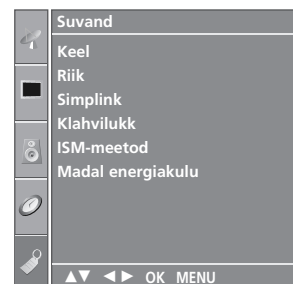 Suvand
Keel
Riik
Simplink
Klahvilukk
ISM-meetod
Madal energiakulu
▲▼ ◄► OK MENU